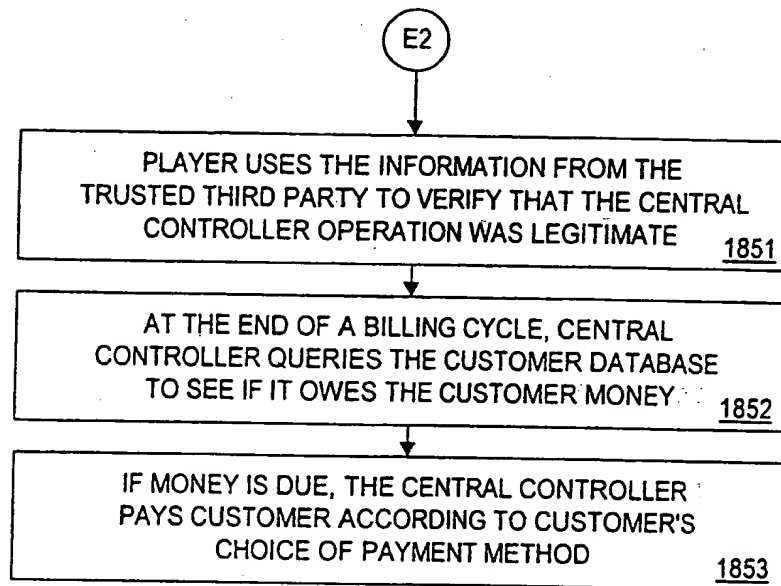 E2
PLAYER USES THE INFORMATION FROM THE
TRUSTED THIRD PARTY TO VERIFY THAT THE CENTRAL
CONTROLLER OPERATION WAS LEGITIMATE
1851
AT THE END OF A BILLING CYCLE, CENTRAL
CONTROLLER QUERIES THE CUSTOMER DATABASE
TO SEE IF IT OWES THE CUSTOMER MONEY
1852
IF MONEY IS DUE, THE CENTRAL CONTROLLER
PAYS CUSTOMER ACCORDING TO CUSTOMER'S
CHOICE OF PAYMENT METHOD
1853